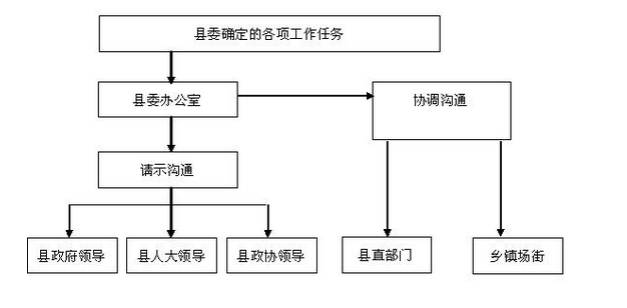 县委确定的各项工作任务
县委办公室
协调沟通
请示沟通
县政府领导
县人大领导
县政协领导
县直部门
乡镇场街